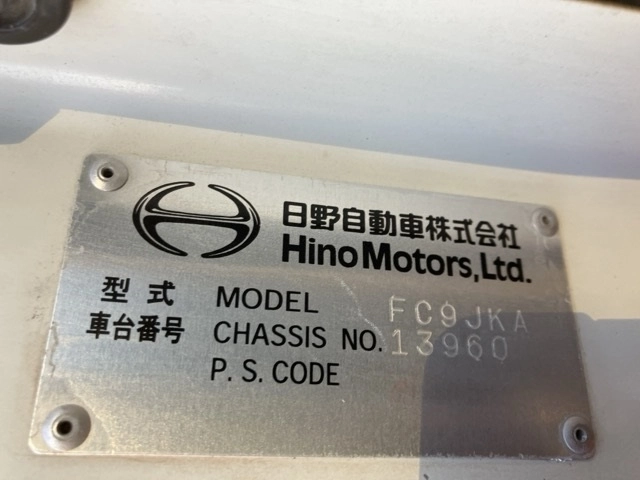 日野自動車株式会社
Hino Motors, Ltd.
型式 MODEL FC9JKA
車台番号 CHASSIS NO. 13960
P. S. CODE